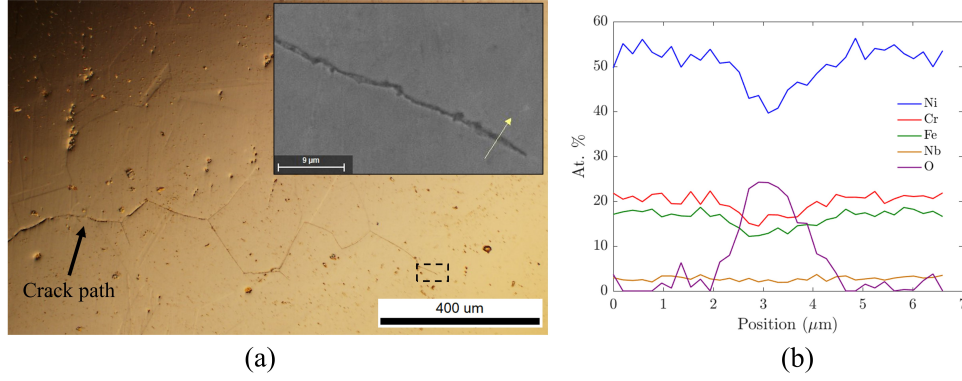 9 µm
Crack path
400 um
(a)
60
50
40
30
20
10
0
At. %
Ni
Cr
Fe
Nb
O
0 1 2 3 4 5 6 7
Position (µm)
(b)